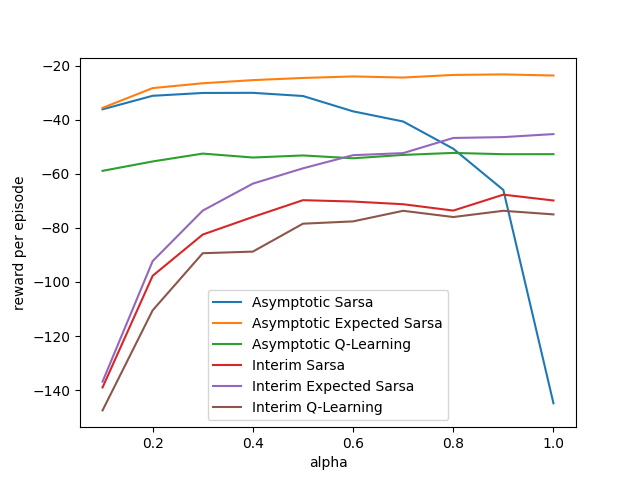 −20
−40
−60
−80
−100
−120
−140
reward per episode
Asymptotic Sarsa
Asymptotic Expected Sarsa
Asymptotic Q-Learning
Interim Sarsa
Interim Expected Sarsa
Interim Q-Learning
0.2 0.4 0.6 0.8 1.0
alpha